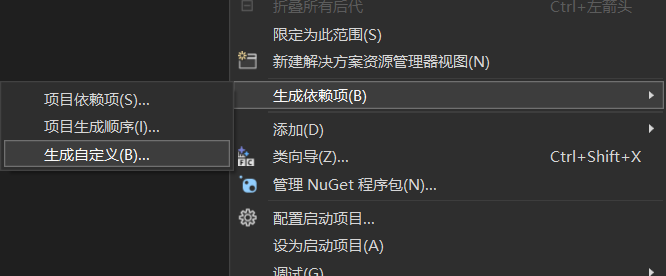 折叠所有后代 Ctrl+左箭头
限定为此范围(S)
新建解决方案资源管理器视图(N)
生成依赖项(B)
项目依赖项(S)...
项目生成顺序(I)...
生成自定义(B)...
添加(D)
类向导(Z)... Ctrl+Shift+X
管理 NuGet 程序包(N)...
配置启动项目...
设为启动项目(A)
调试(G)